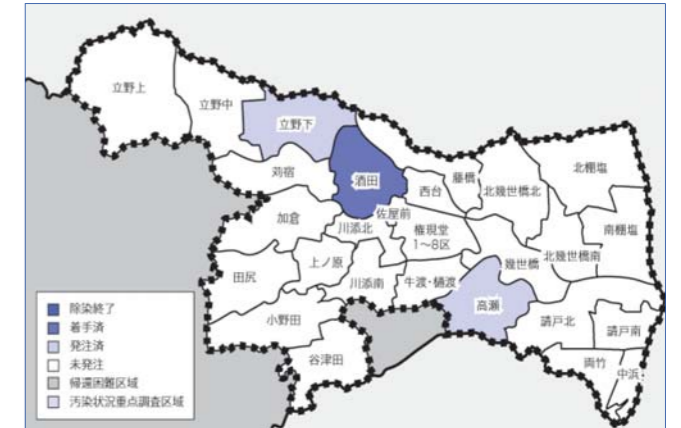 立野上
立野中
立野下
苅宿
酒田
西台
藤橋
北幾世橋北
北棚塩
加倉
川添北
佐屋前
権現堂
1〜8区
幾世橋
北幾世橋南
南棚塩
田尻
上ノ原
川添南
牛渡・樋渡
高瀬
請戸北
請戸南
小野田
谷津田
両竹
中浜
除染終了
着手済
発注済
未発注
帰還困難区域
汚染状況重点調査区域